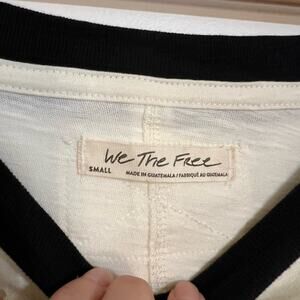 We The Free
SMALL
MADE IN GUATEMALA / FABRIQUÉ AU GUATEMALA